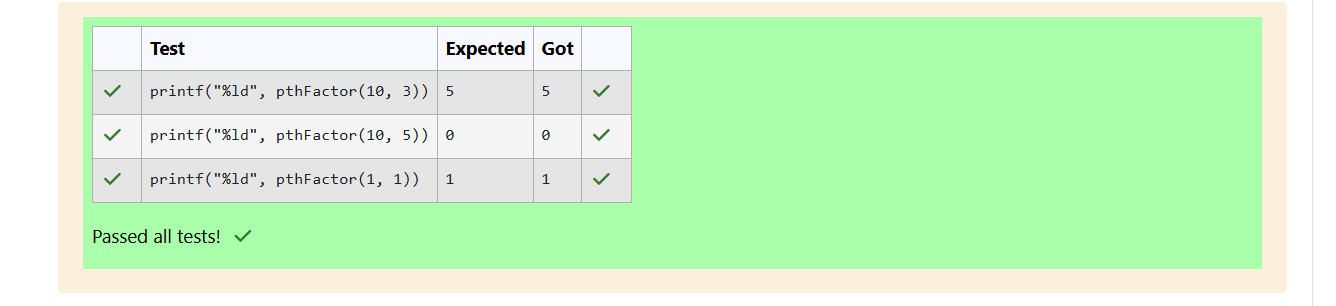 Test Expected Got
printf("%ld", pthFactor(10, 3)) 5 5
printf("%ld", pthFactor(10, 5)) 0 0
printf("%ld", pthFactor(1, 1)) 1 1
Passed all tests!